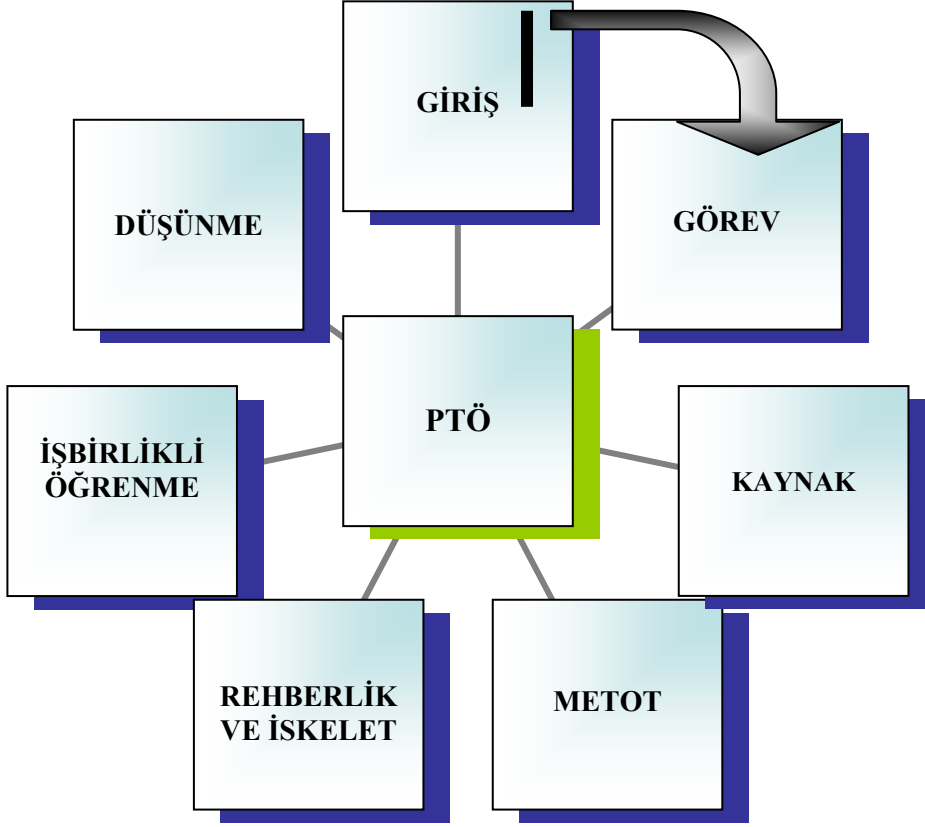 GİRİŞ
GÖREV
KAYNAK
METOT
REHBERLİK
VE İSKELET
İŞBİRLİKLİ
ÖĞRENME
DÜŞÜNME
PTÖ